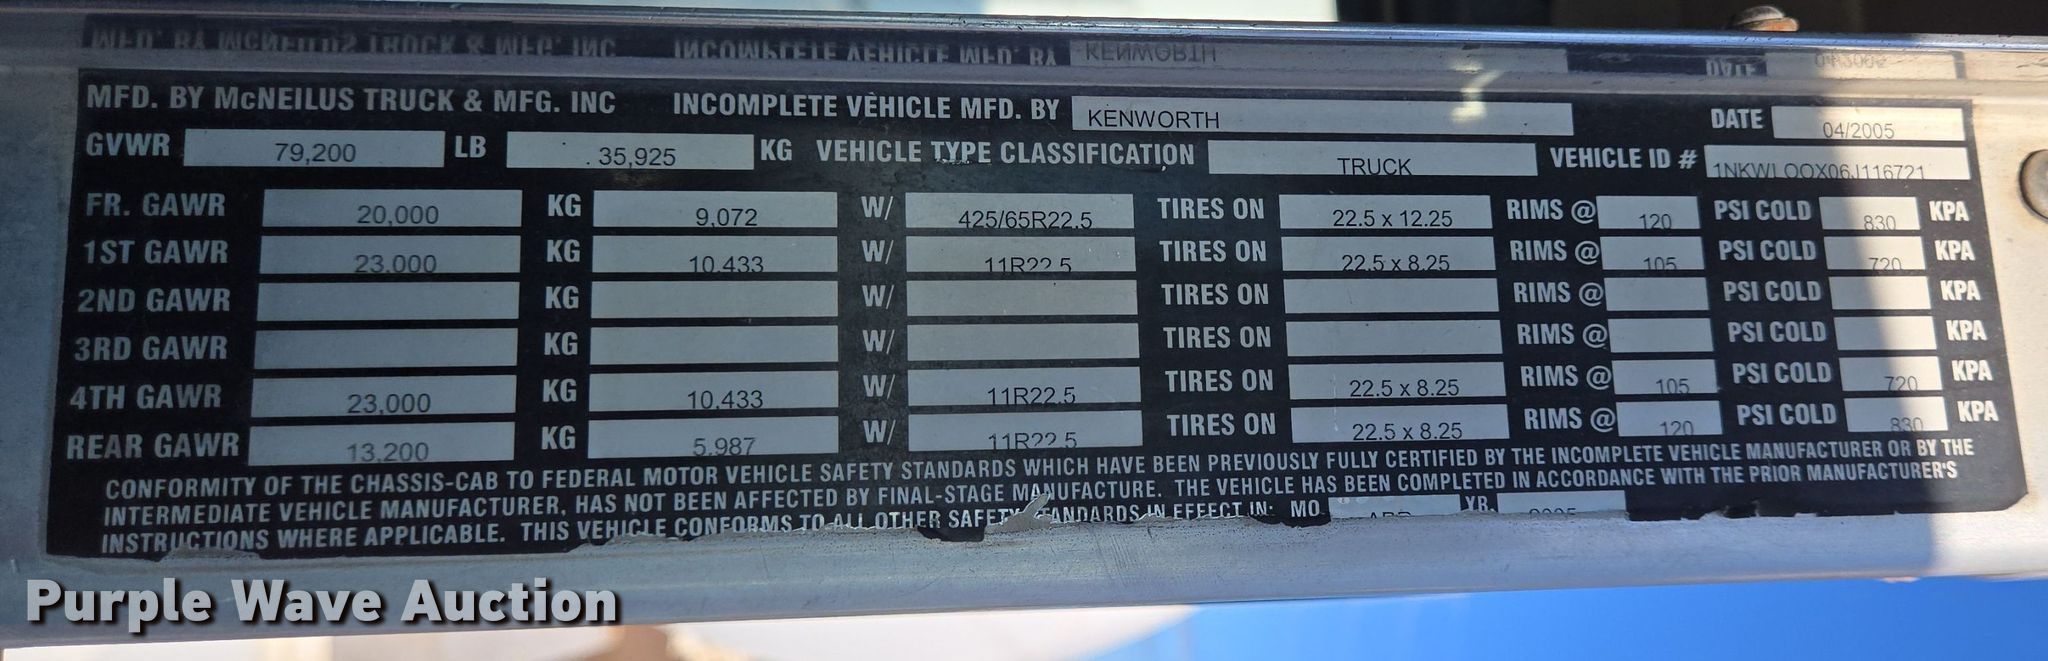 MFD. BY McNEILUS TRUCK & MFG. INC INCOMPLETE VEHICLE MFD. BY KENWORTH DATE 04/2005
GVWR 79,200 LB 35,925 KG VEHICLE TYPE CLASSIFICATION TRUCK VEHICLE ID # 1NKWLOOX06J116721
FR. GAWR 20,000 KG 9,072 W/ 425/65R22.5 TIRES ON 22.5 x 12.25 RIMS @ 120 PSI COLD 830 KPA
1ST GAWR 23,000 KG 10,433 W/ 11R22.5 TIRES ON 22.5 x 8.25 RIMS @ 105 PSI COLD 720 KPA
2ND GAWR KG W/ TIRES ON RIMS @ PSI COLD KPA
3RD GAWR KG W/ TIRES ON RIMS @ PSI COLD KPA
4TH GAWR 23,000 KG 10,433 W/ 11R22.5 TIRES ON 22.5 x 8.25 RIMS @ 105 PSI COLD 720 KPA
REAR GAWR 13,200 KG 5,987 W/ 11R22.5 TIRES ON 22.5 x 8.25 RIMS @ 120 PSI COLD 830 KPA
CONFORMITY OF THE CHASSIS-CAB TO FEDERAL MOTOR VEHICLE SAFETY STANDARDS WHICH HAVE BEEN PREVIOUSLY FULLY CERTIFIED BY THE INCOMPLETE VEHICLE MANUFACTURER OR BY THE
INTERMEDIATE VEHICLE MANUFACTURER, HAS NOT BEEN AFFECTED BY FINAL-STAGE MANUFACTURE. THE VEHICLE HAS BEEN COMPLETED IN ACCORDANCE WITH THE PRIOR MANUFACTURER'S
INSTRUCTIONS WHERE APPLICABLE. THIS VEHICLE CONFORMS TO ALL OTHER SAFETY STANDARDS IN EFFECT IN: MO. YR.
Purple Wave Auction